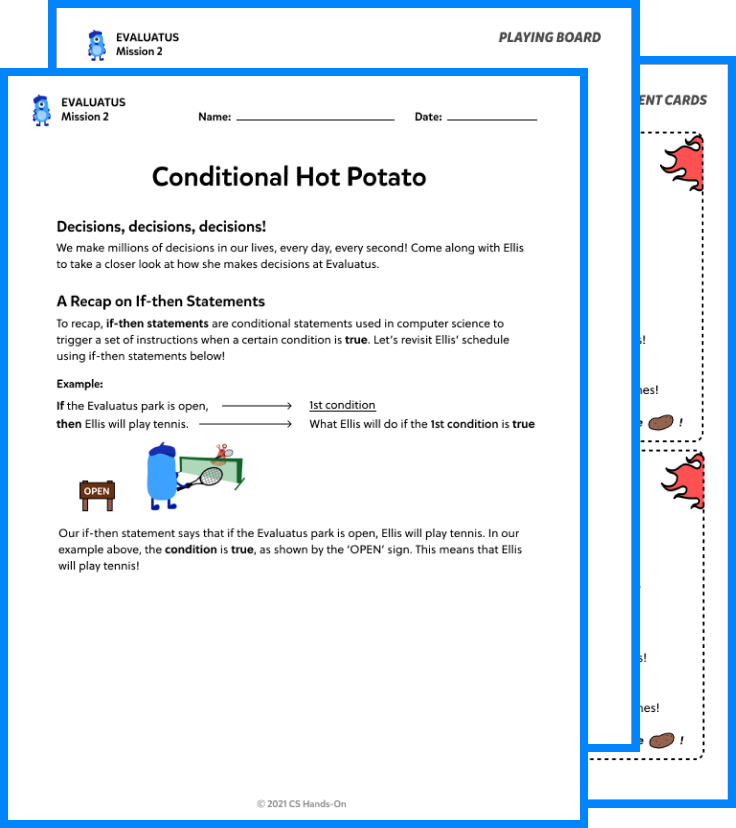 EVALUATUS
Mission 2
PLAYING BOARD
EVALUATUS
Mission 2
Name:
Date:
ENT CARDS
Conditional Hot Potato
Decisions, decisions, decisions!
We make millions of decisions in our lives, every day, every second! Come along with Ellis
to take a closer look at how she makes decisions at Evaluatus.
A Recap on If-then Statements
To recap, if-then statements are conditional statements used in computer science to
trigger a set of instructions when a certain condition is true. Let's revisit Ellis' schedule
using if-then statements below!
Example:
If the Evaluatus park is open,
1st condition
then Ellis will play tennis.
What Ellis will do if the 1st condition is true
OPEN
Our if-then statement says that if the Evaluatus park is open, Ellis will play tennis. In our
example above, the condition is true, as shown by the 'OPEN' sign. This means that Ellis
will play tennis!
© 2021 CS Hands-On